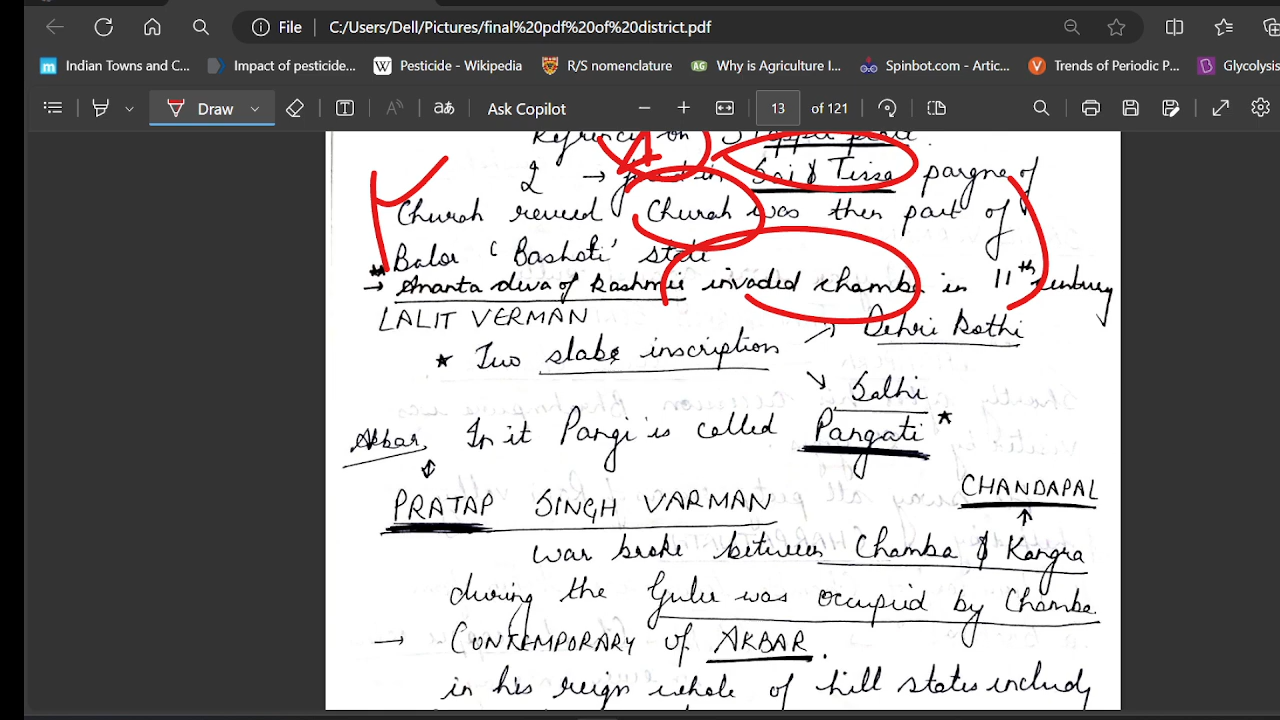 File C:/Users/Dell/Pictures/final%20pdf%20of%20district.pdf
Indian Towns and C... Impact of pesticide... Pesticide - Wikipedia R/S nomenclature Why is Agriculture I... Spinbot.com - Artic... Trends of Periodic P... Glycolysis
Draw Ask Copilot 13 of 121
on
2 → in Sai & Tissa pargne of
Churah Churah was then part of
Balor 'Bashoti' state
→ Ananta deva of Kashmir invaded Chamba in 11th century
LALIT VERMAN
Two slabs inscription → Dehri Kothi
Salhi
Akbar In it Pangi is called Pangati
PRATAP SINGH VARMAN CHANDAPAL
war broke between Chamba & Kangra
during the Guler was occupied by Chamba
→ CONTEMPORARY of AKBAR.
in his reign whole of hill states includg